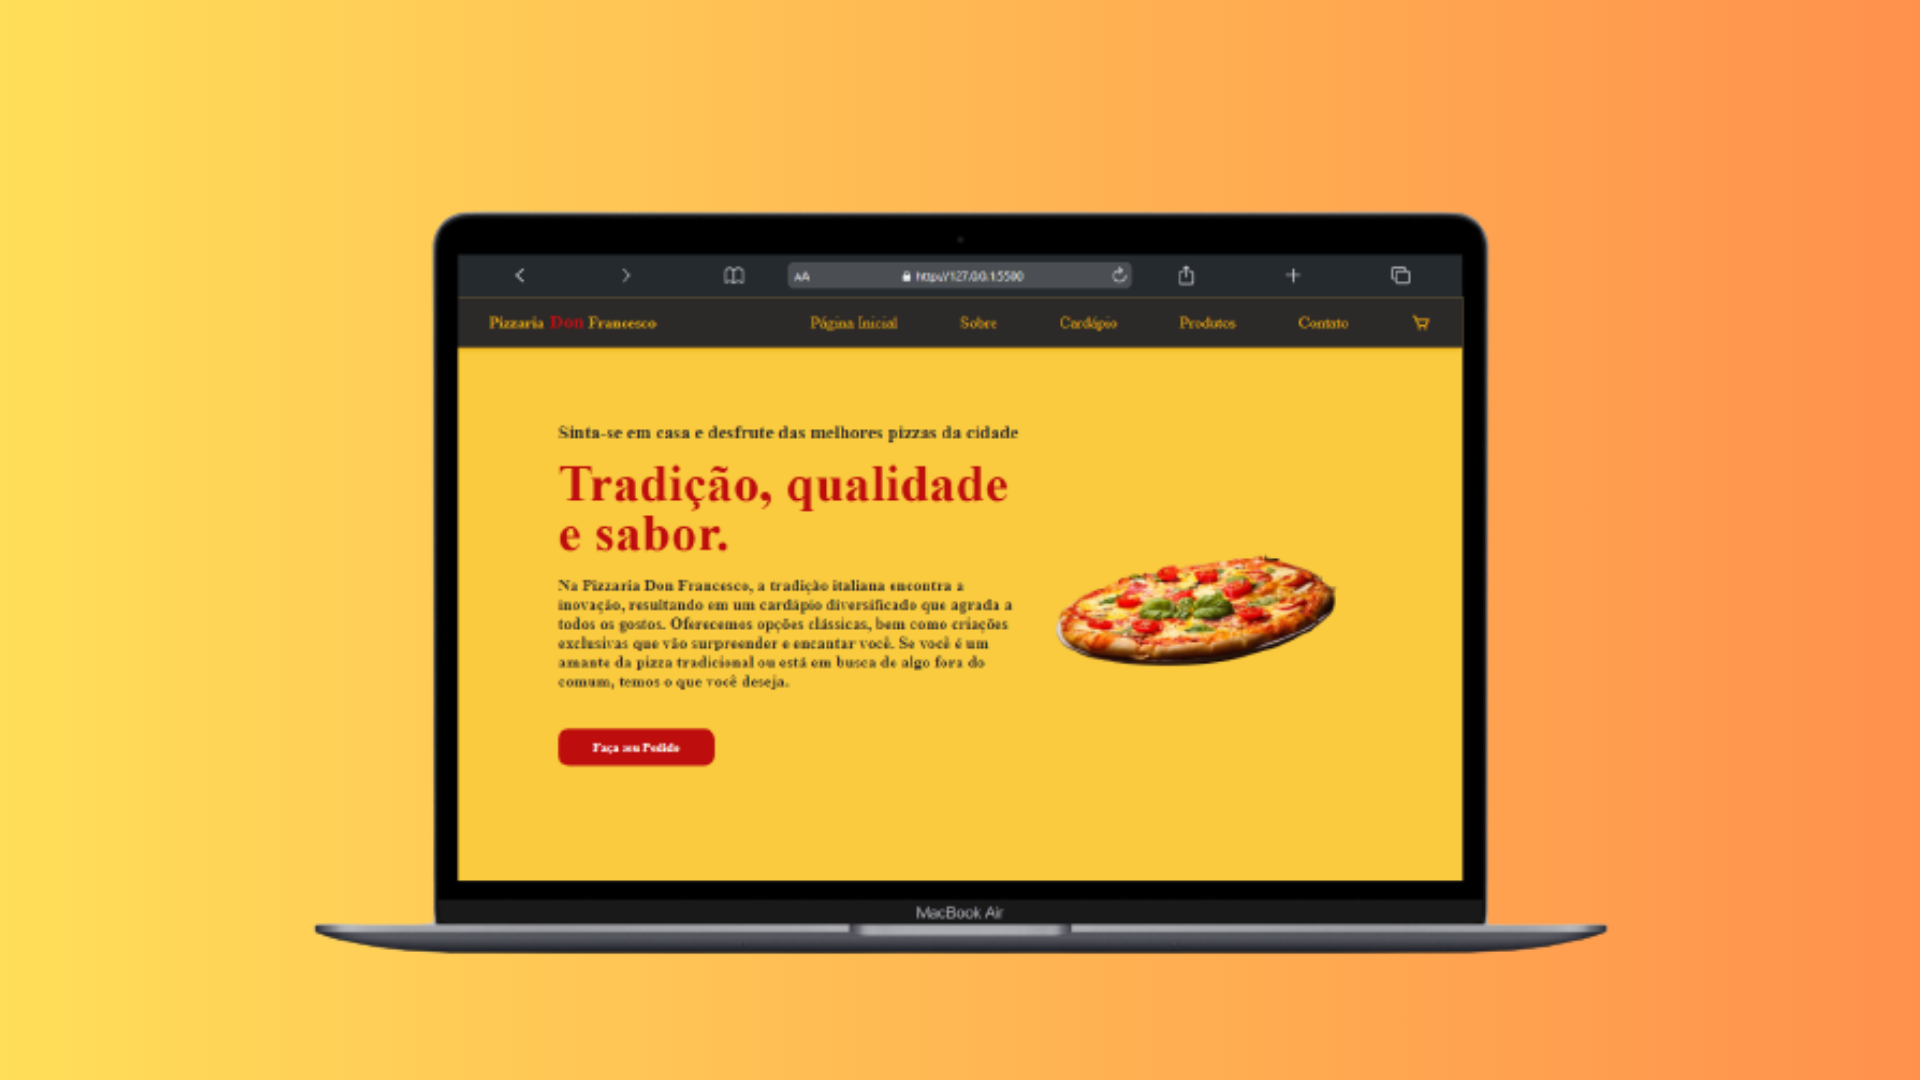 AA http://127.0.0.1:5500
Pizzaria Don Francesco Página Inicial Sobre Cardápio Produtos Contato
Sinta-se em casa e desfrute das melhores pizzas da cidade
Tradição, qualidade
e sabor.
Na Pizzaria Don Francesco, a tradição italiana encontra a
inovação, resultando em um cardápio diversificado que agrada a
todos os gostos. Oferecemos opções clássicas, bem como criações
exclusivas que vão surpreender e encantar você. Se você é um
amante da pizza tradicional ou está em busca de algo fora do
comum, temos o que você deseja.
Faça seu Pedido
MacBook Air